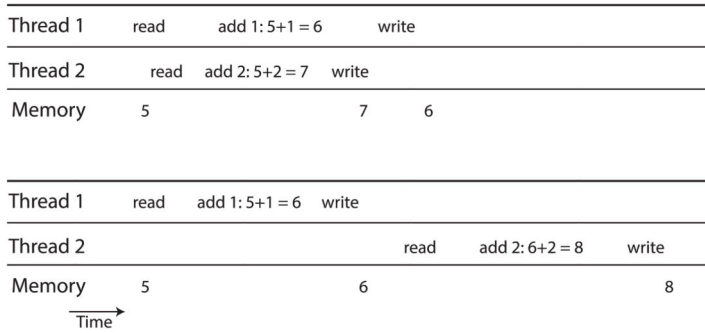 Thread 1 read add 1: 5+1 = 6 write
Thread 2 read add 2: 5+2 = 7 write
Memory 5 7 6
Thread 1 read add 1: 5+1 = 6 write
Thread 2 read add 2: 6+2 = 8 write
Memory 5 6 8
Time